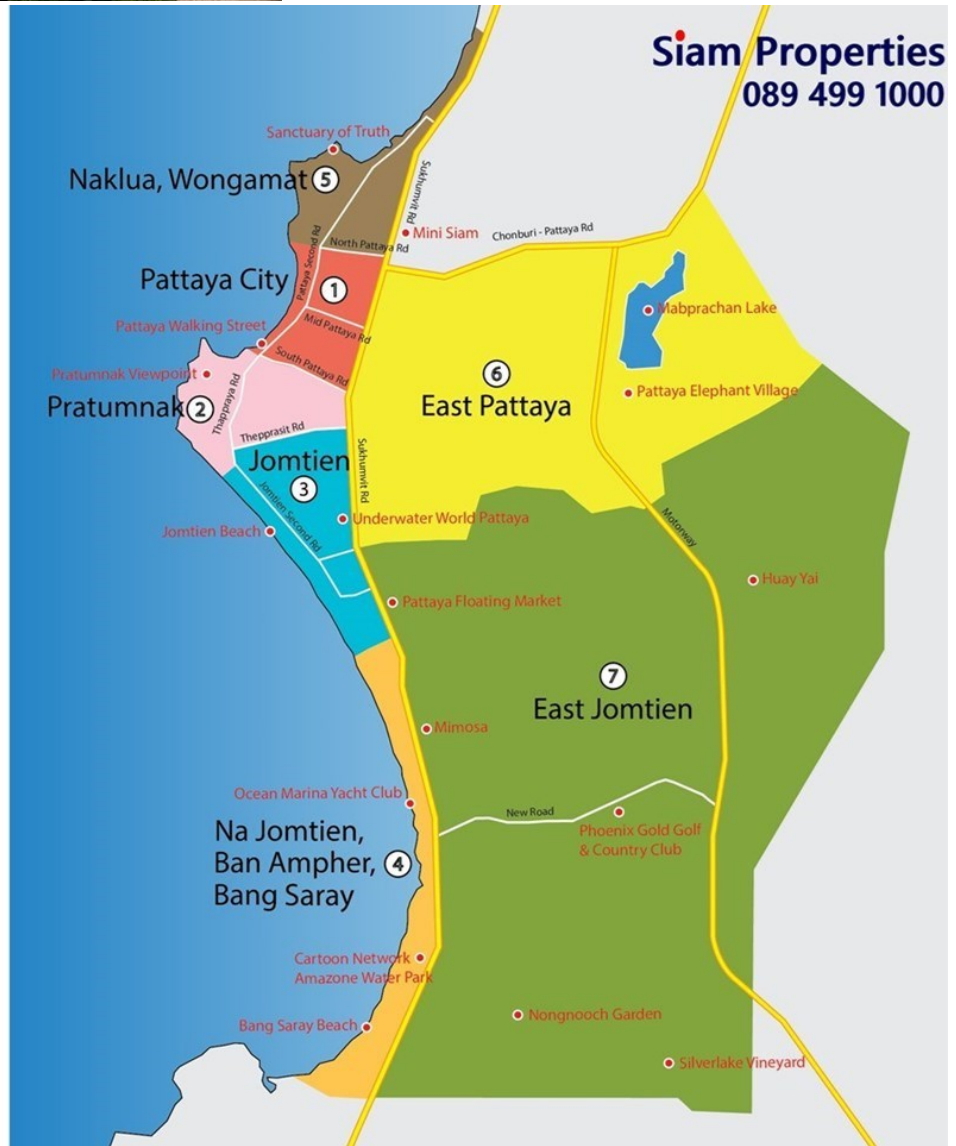 Siam Properties
089 499 1000
Sanctuary of Truth
Naklua, Wongamat 5
Sukhumvit Rd
Mini Siam
Chonburi - Pattaya Rd
North Pattaya Rd
Pattaya Second Rd
Pattaya City
1
Mabprachan Lake
Mid Pattaya Rd
Pattaya Walking Street
South Pattaya Rd
Pratumnak Viewpoint
6
East Pattaya
Pattaya Elephant Village
Pratumnak 2
Thappraya Rd
Thepprasit Rd
Jomtien
3
Sukhumvit Rd
Jomtien Second Rd
Underwater World Pattaya
Jomtien Beach
Motorway
Huay Yai
Pattaya Floating Market
7
East Jomtien
Mimosa
Ocean Marina Yacht Club
New Road
Phoenix Gold Golf
& Country Club
Na Jomtien,
Ban Ampher, 4
Bang Saray
Cartoon Network
Amazone Water Park
Nongnooch Garden
Bang Saray Beach
Silverlake Vineyard